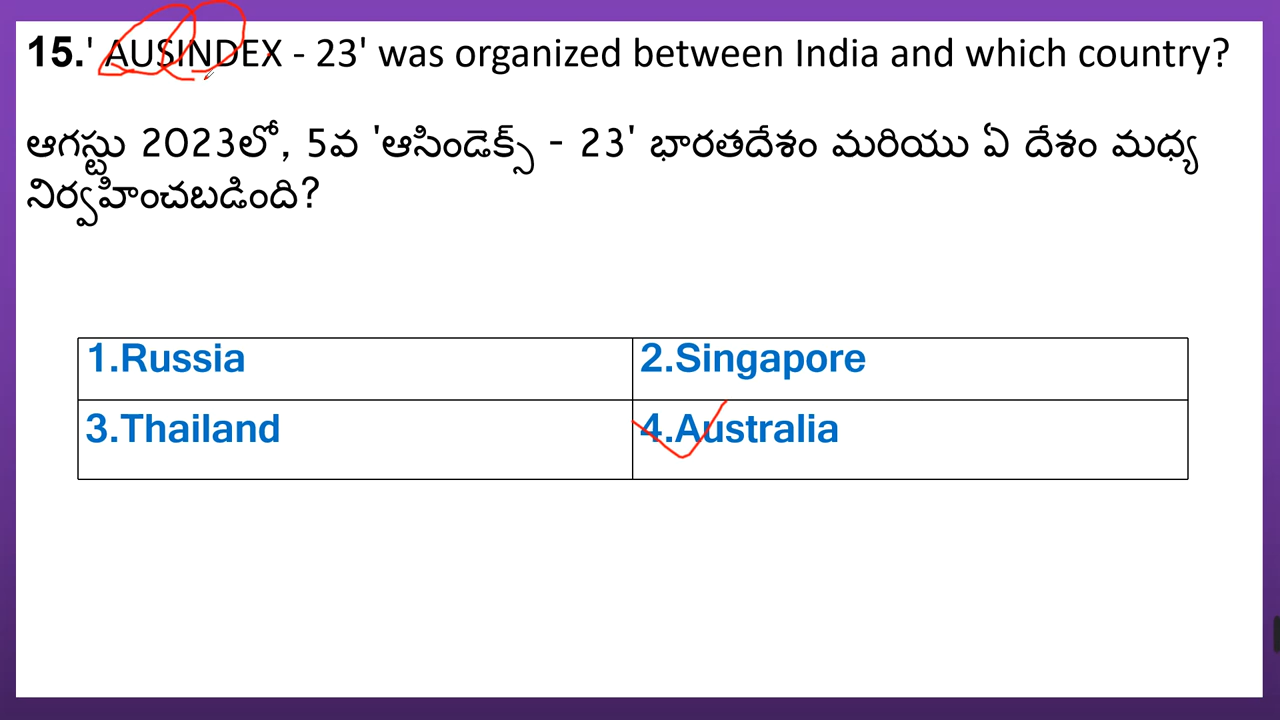 15.' AUSINDEX - 23' was organized between India and which country?
ఆగస్టు 2023లో, 5వ 'ఆసిండెక్స్ - 23' భారతదేశం మరియు ఏ దేశం మధ్య
నిర్వహించబడింది?
1.Russia
2.Singapore
3.Thailand
4.Australia